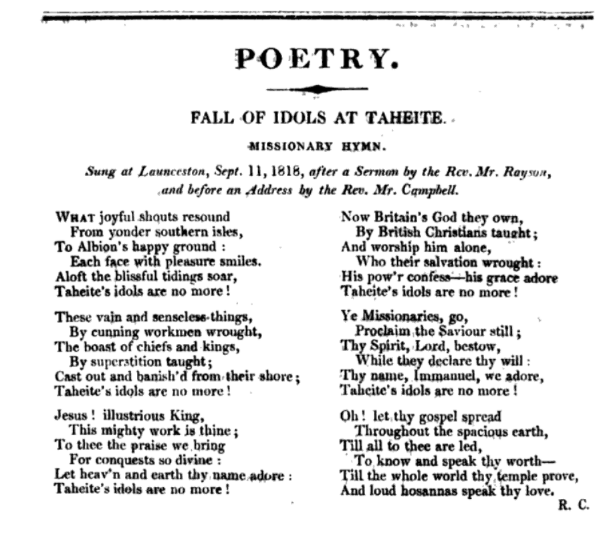 POETRY.
FALL OF IDOLS AT TAHEITE.
MISSIONARY HYMN.
Sung at Launceston, Sept. 11, 1818, after a Sermon by the Rev. Mr. Rayson,
and before an Address by the Rev. Mr. Campbell.
WHAT joyful shouts resound
From yonder southern isles,
To Albion's happy ground :
Each face with pleasure smiles.
Aloft the blissful tidings soar,
Taheite's idols are no more !
These vain and senseless things,
By cunning workmen wrought,
The boast of chiefs and kings,
By superstition taught ;
Cast out and banish'd from their shore ;
Taheite's idols are no more !
Jesus ! illustrious King,
This mighty work is thine ;
To thee the praise we bring
For conquests so divine :
Let heav'n and earth thy name adore :
Taheite's idols are no more !
Now Britain's God they own,
By British Christians taught ;
And worship him alone,
Who their salvation wrought :
His pow'r confess—his grace adore
Taheite's idols are no more !
Ye Missionaries, go,
Proclaim the Saviour still ;
Thy Spirit, Lord, bestow,
While they declare thy will :
Thy name, Immanuel, we adore,
Taheite's idols are no more !
Oh ! let thy gospel spread
Throughout the spacious earth,
Till all to thee are led,
To know and speak thy worth—
Till the whole world thy temple prove,
And loud hosannas speak thy love.
R. C.